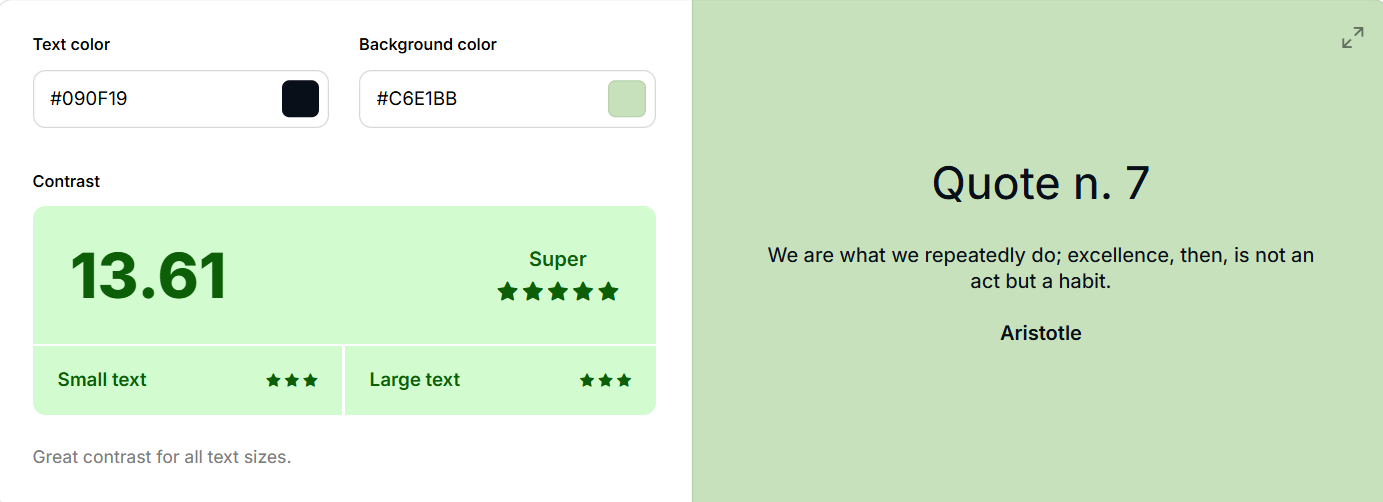 Text color
Background color
#090F19
#C6E1BB
Contrast
13.61
Super
Small text
Large text
Great contrast for all text sizes.
Quote n. 7
We are what we repeatedly do; excellence, then, is not an
act but a habit.
Aristotle